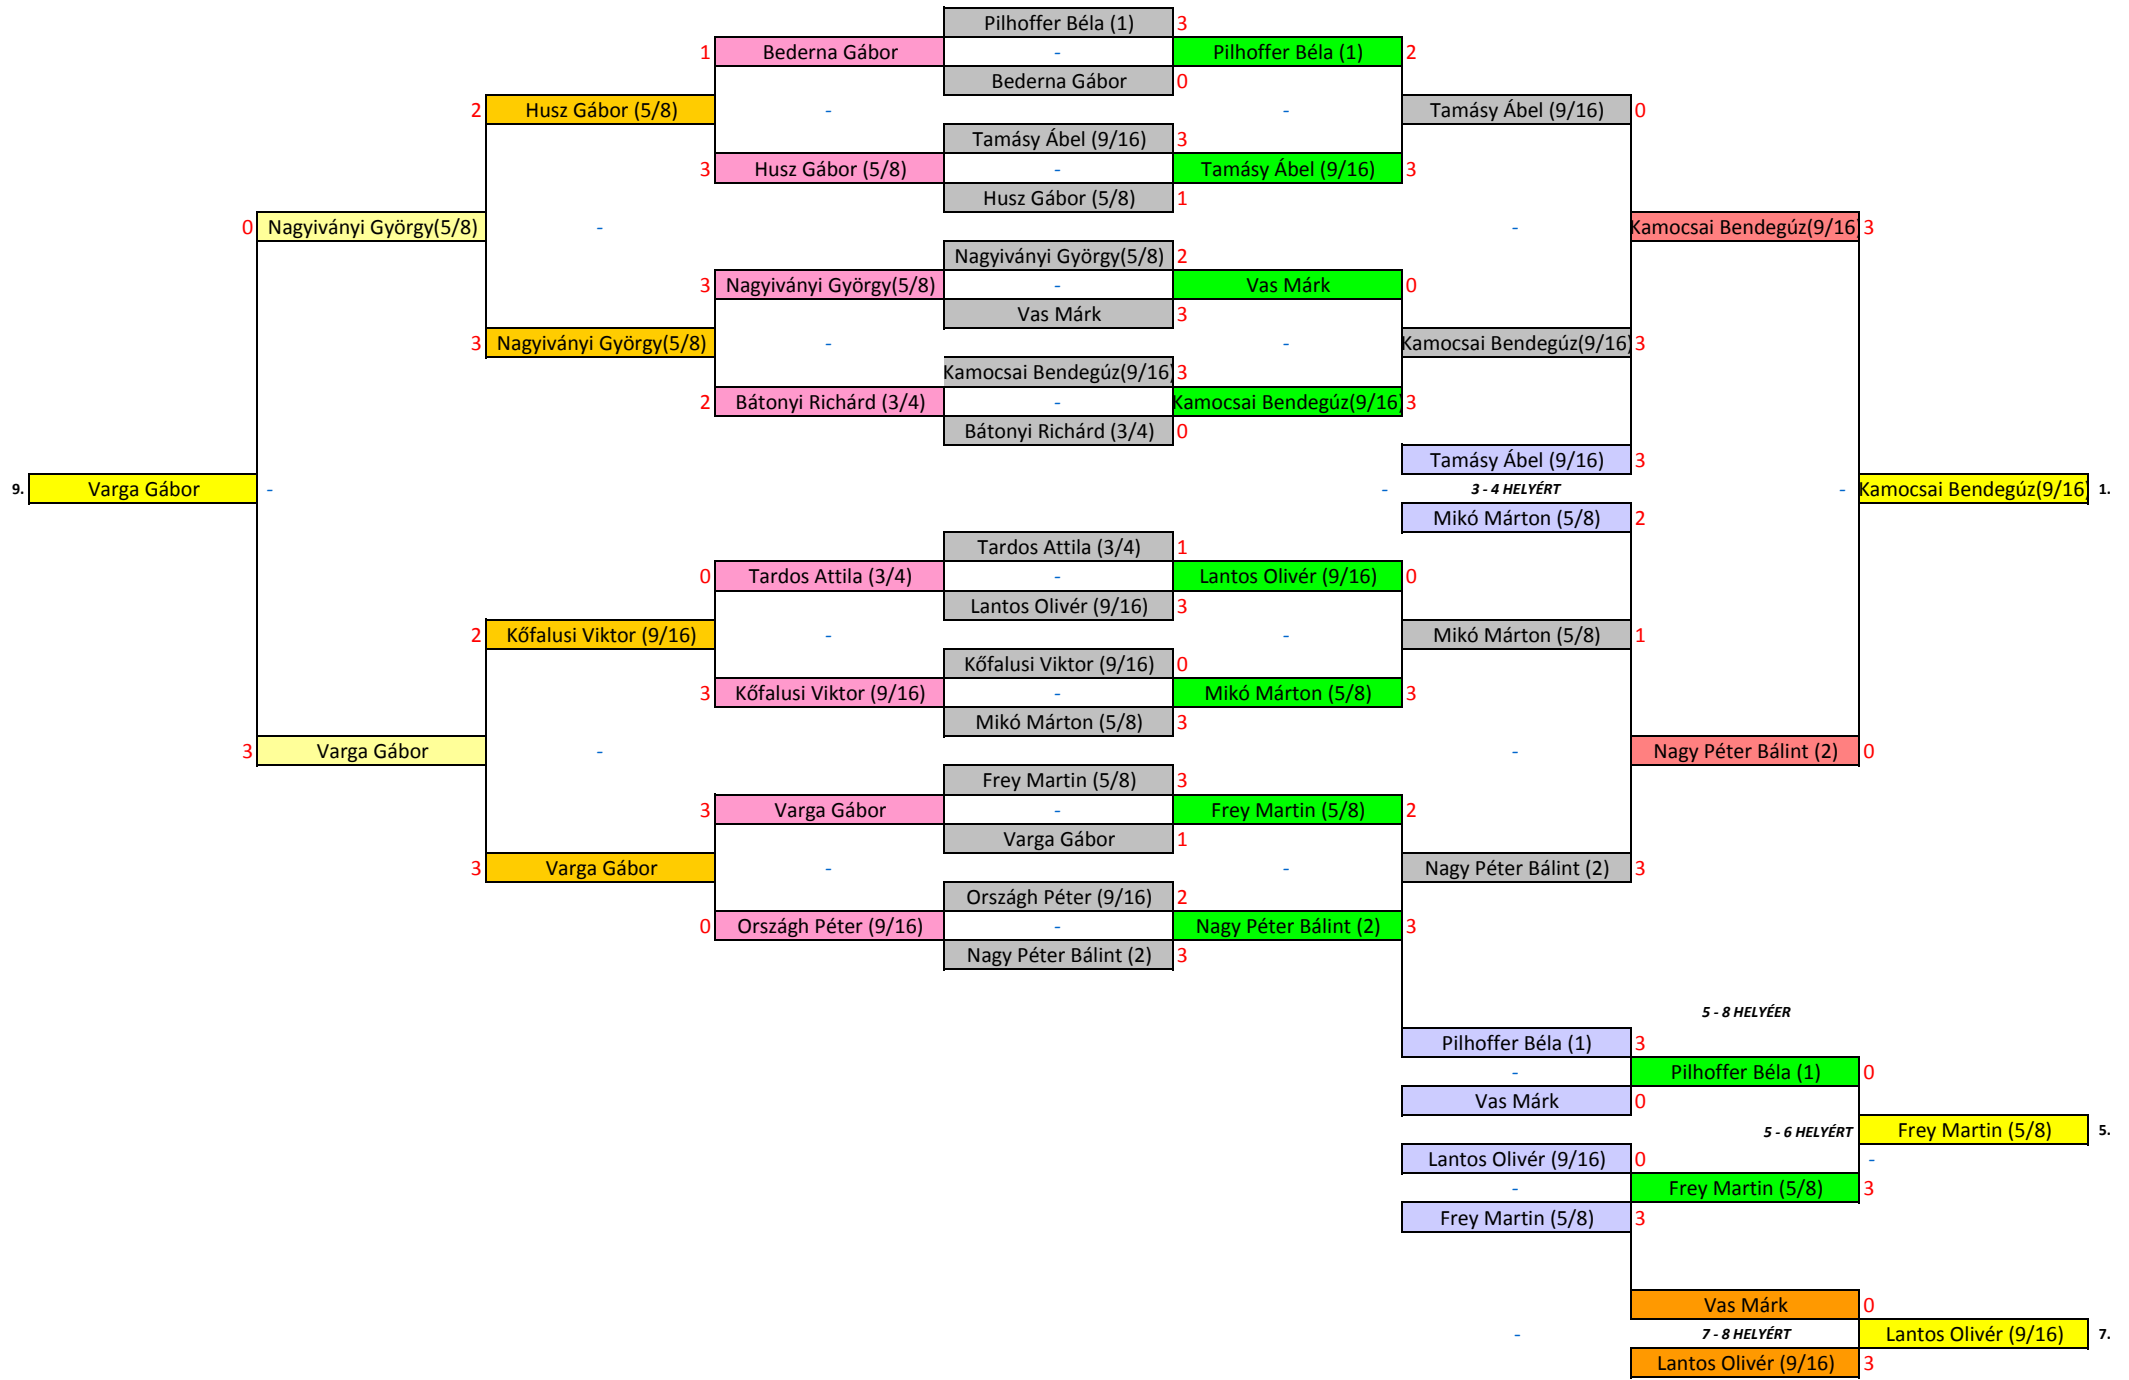 Pilhoffer Béla (1) 3
1 Bederna Gábor - Pilhoffer Béla (1) 2
Bederna Gábor 0
2 Husz Gábor (5/8) - - Tamásy Ábel (9/16) 0
Tamásy Ábel (9/16) 3
3 Husz Gábor (5/8) - Tamásy Ábel (9/16) 3
Husz Gábor (5/8) 1
0 Nagyiványi György(5/8) - - Kamocsai Bendegúz(9/16) 3
Nagyiványi György(5/8) 2
3 Nagyiványi György(5/8) - Vas Márk 0
Vas Márk 3
3 Nagyiványi György(5/8) - - Kamocsai Bendegúz(9/16) 3
Kamocsai Bendegúz(9/16) 3
2 Bátonyi Richárd (3/4) - Kamocsai Bendegúz(9/16) 3
Bátonyi Richárd (3/4) 0
Tamásy Ábel (9/16) 3
9. Varga Gábor - - 3 - 4 HELYÉRT - Kamocsai Bendegúz(9/16) 1.
Mikó Márton (5/8) 2
Tardos Attila (3/4) 1
0 Tardos Attila (3/4) - Lantos Olivér (9/16) 0
Lantos Olivér (9/16) 3
2 Kőfalusi Viktor (9/16) - - Mikó Márton (5/8) 1
Kőfalusi Viktor (9/16) 0
3 Kőfalusi Viktor (9/16) - Mikó Márton (5/8) 3
Mikó Márton (5/8) 3
3 Varga Gábor - - Nagy Péter Bálint (2) 0
Frey Martin (5/8) 3
3 Varga Gábor - Frey Martin (5/8) 2
Varga Gábor 1
3 Varga Gábor - - Nagy Péter Bálint (2) 3
Országh Péter (9/16) 2
0 Országh Péter (9/16) - Nagy Péter Bálint (2) 3
Nagy Péter Bálint (2) 3
5 - 8 HELYÉER
Pilhoffer Béla (1) 3
- Pilhoffer Béla (1) 0
Vas Márk 0
5 - 6 HELYÉRT Frey Martin (5/8) 5.
Lantos Olivér (9/16) 0 -
- Frey Martin (5/8) 3
Frey Martin (5/8) 3
Vas Márk 0
- 7 - 8 HELYÉRT Lantos Olivér (9/16) 7.
Lantos Olivér (9/16) 3